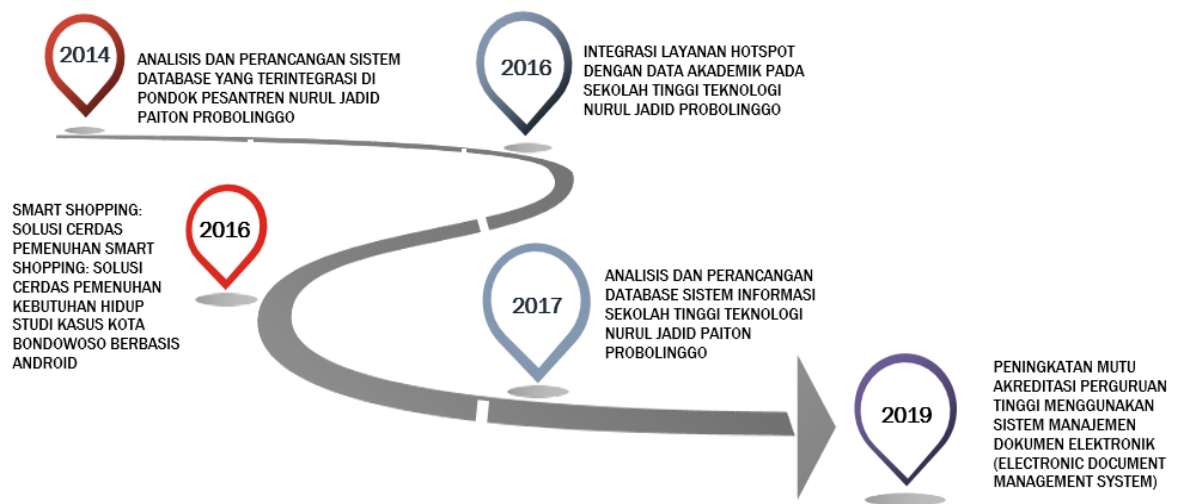 2014
ANALISIS DAN PERANCANGAN SISTEM
DATABASE YANG TERINTEGRASI DI
PONDOK PESANTREN NURUL JADID
PAITON PROBOLINGGO
2016
INTEGRASI LAYANAN HOTSPOT
DENGAN DATA AKADEMIK PADA
SEKOLAH TINGGI TEKNOLOGI
NURUL JADID PROBOLINGGO
SMART SHOPPING:
SOLUSI CERDAS
PEMENUHAN SMART
SHOPPING: SOLUSI
CERDAS PEMENUHAN
KEBUTUHAN HIDUP
STUDI KASUS KOTA
BONDOWOSO BERBASIS
ANDROID
2016
2017
ANALISIS DAN PERANCANGAN
DATABASE SISTEM INFORMASI
SEKOLAH TINGGI TEKNOLOGI
NURUL JADID PAITON
PROBOLINGGO
2019
PENINGKATAN MUTU
AKREDITASI PERGURUAN
TINGGI MENGGUNAKAN
SISTEM MANAJEMEN
DOKUMEN ELEKTRONIK
(ELECTRONIC DOCUMENT
MANAGEMENT SYSTEM)